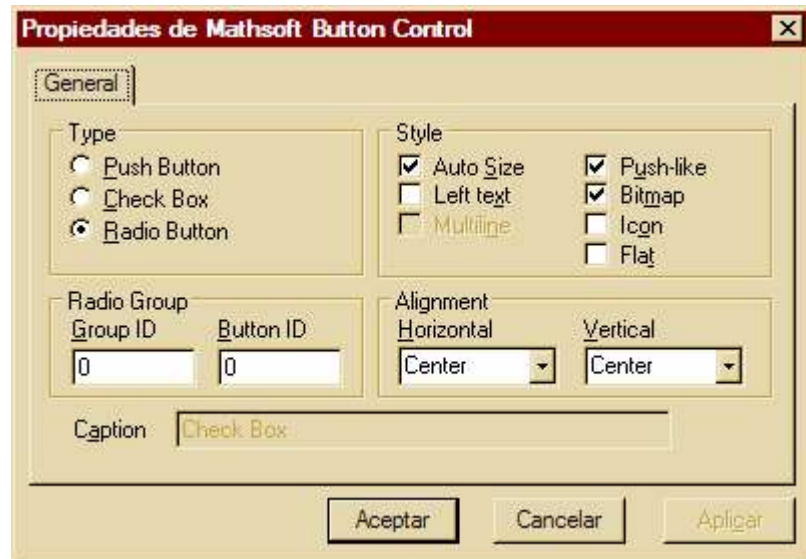 Propiedades de Mathsoft Button Control
General
Type
Push Button
Check Box
Radio Button
Style
Auto Size
Left text
Multiline
Push-like
Bitmap
Icon
Flat
Radio Group
Group ID
Button ID
0
0
Alignment
Horizontal
Vertical
Center
Center
Caption
Check Box
Aceptar
Cancelar
Aplicar